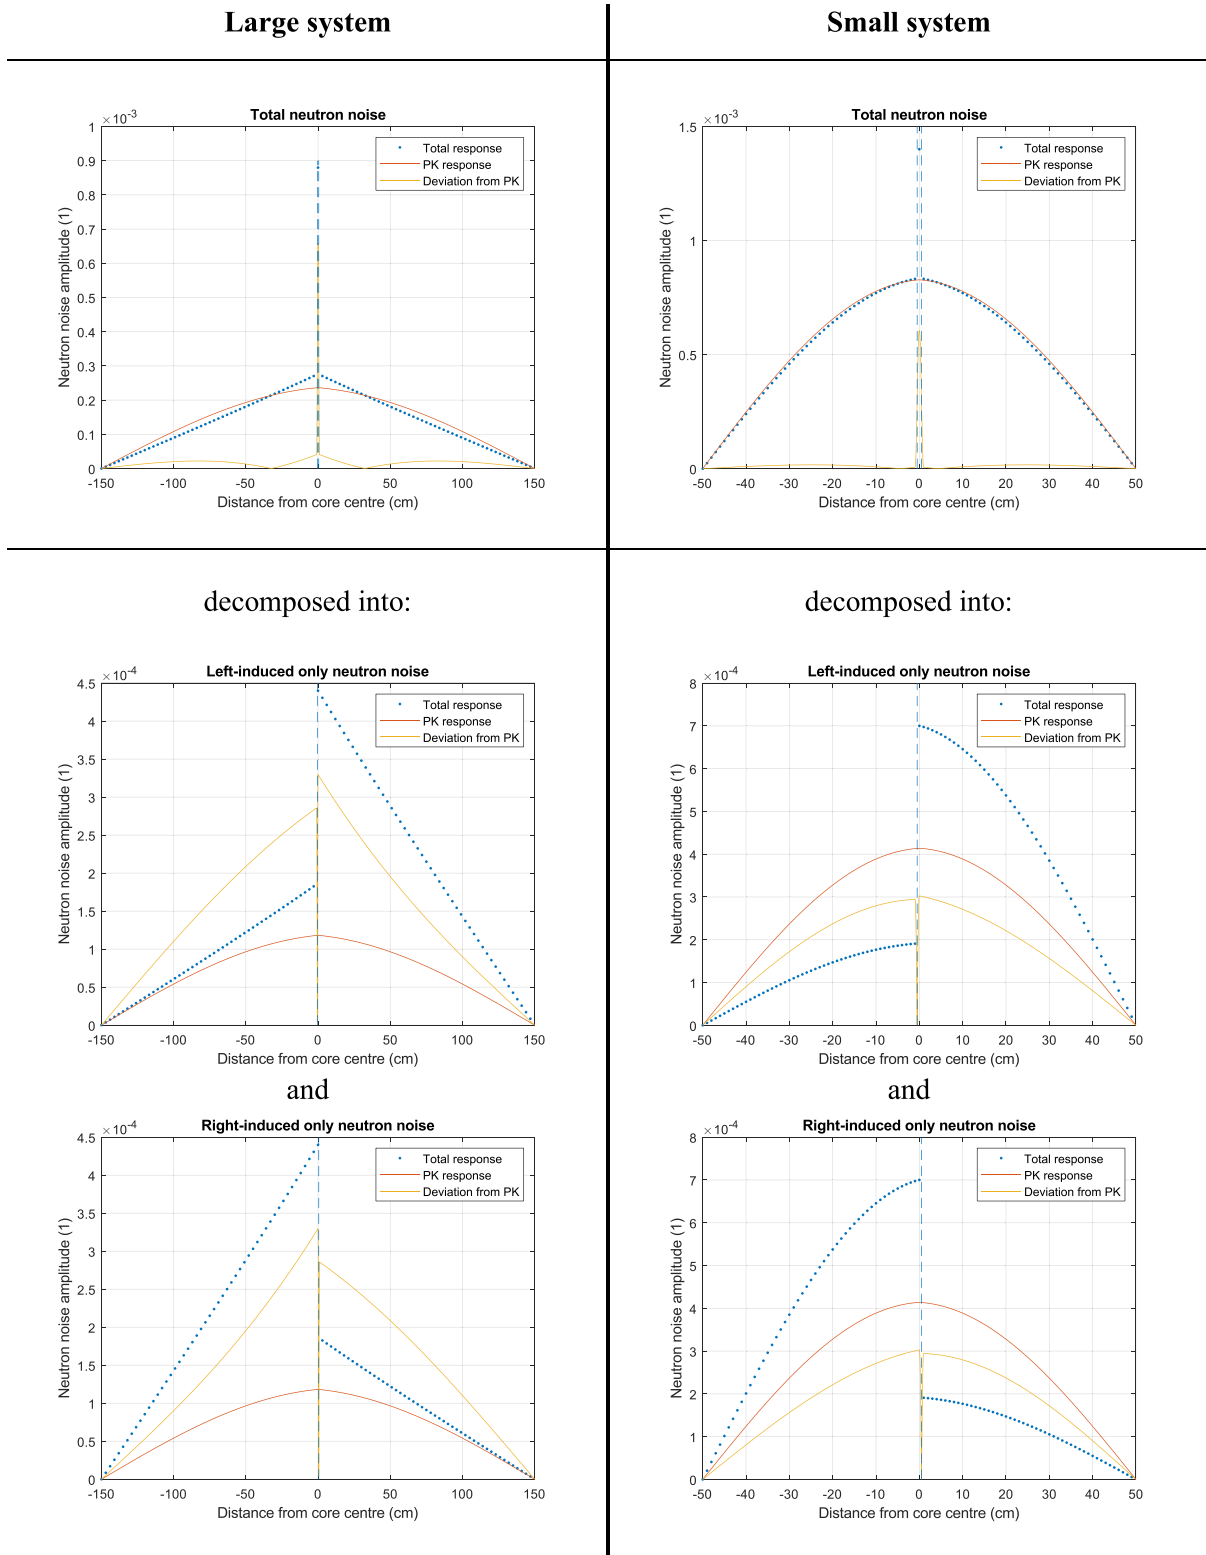 Large system
Small system
Total neutron noise
×10-3
1
0.9
0.8
0.7
0.6
0.5
0.4
0.3
0.2
0.1
0
Neutron noise amplitude (1)
Total response
PK response
Deviation from PK
-150 -100 -50 0 50 100 150
Distance from core centre (cm)
Total neutron noise
×10-3
1.5
1
0.5
0
Neutron noise amplitude (1)
Total response
PK response
Deviation from PK
-50 -40 -30 -20 -10 0 10 20 30 40 50
Distance from core centre (cm)
decomposed into:
decomposed into:
Left-induced only neutron noise
×10-4
4.5
4
3.5
3
2.5
2
1.5
1
0.5
0
Neutron noise amplitude (1)
Total response
PK response
Deviation from PK
-150 -100 -50 0 50 100 150
Distance from core centre (cm)
Left-induced only neutron noise
×10-4
8
7
6
5
4
3
2
1
0
Neutron noise amplitude (1)
Total response
PK response
Deviation from PK
-50 -40 -30 -20 -10 0 10 20 30 40 50
Distance from core centre (cm)
and
and
Right-induced only neutron noise
×10-4
4.5
4
3.5
3
2.5
2
1.5
1
0.5
0
Neutron noise amplitude (1)
Total response
PK response
Deviation from PK
-150 -100 -50 0 50 100 150
Distance from core centre (cm)
Right-induced only neutron noise
×10-4
8
7
6
5
4
3
2
1
0
Neutron noise amplitude (1)
Total response
PK response
Deviation from PK
-50 -40 -30 -20 -10 0 10 20 30 40 50
Distance from core centre (cm)